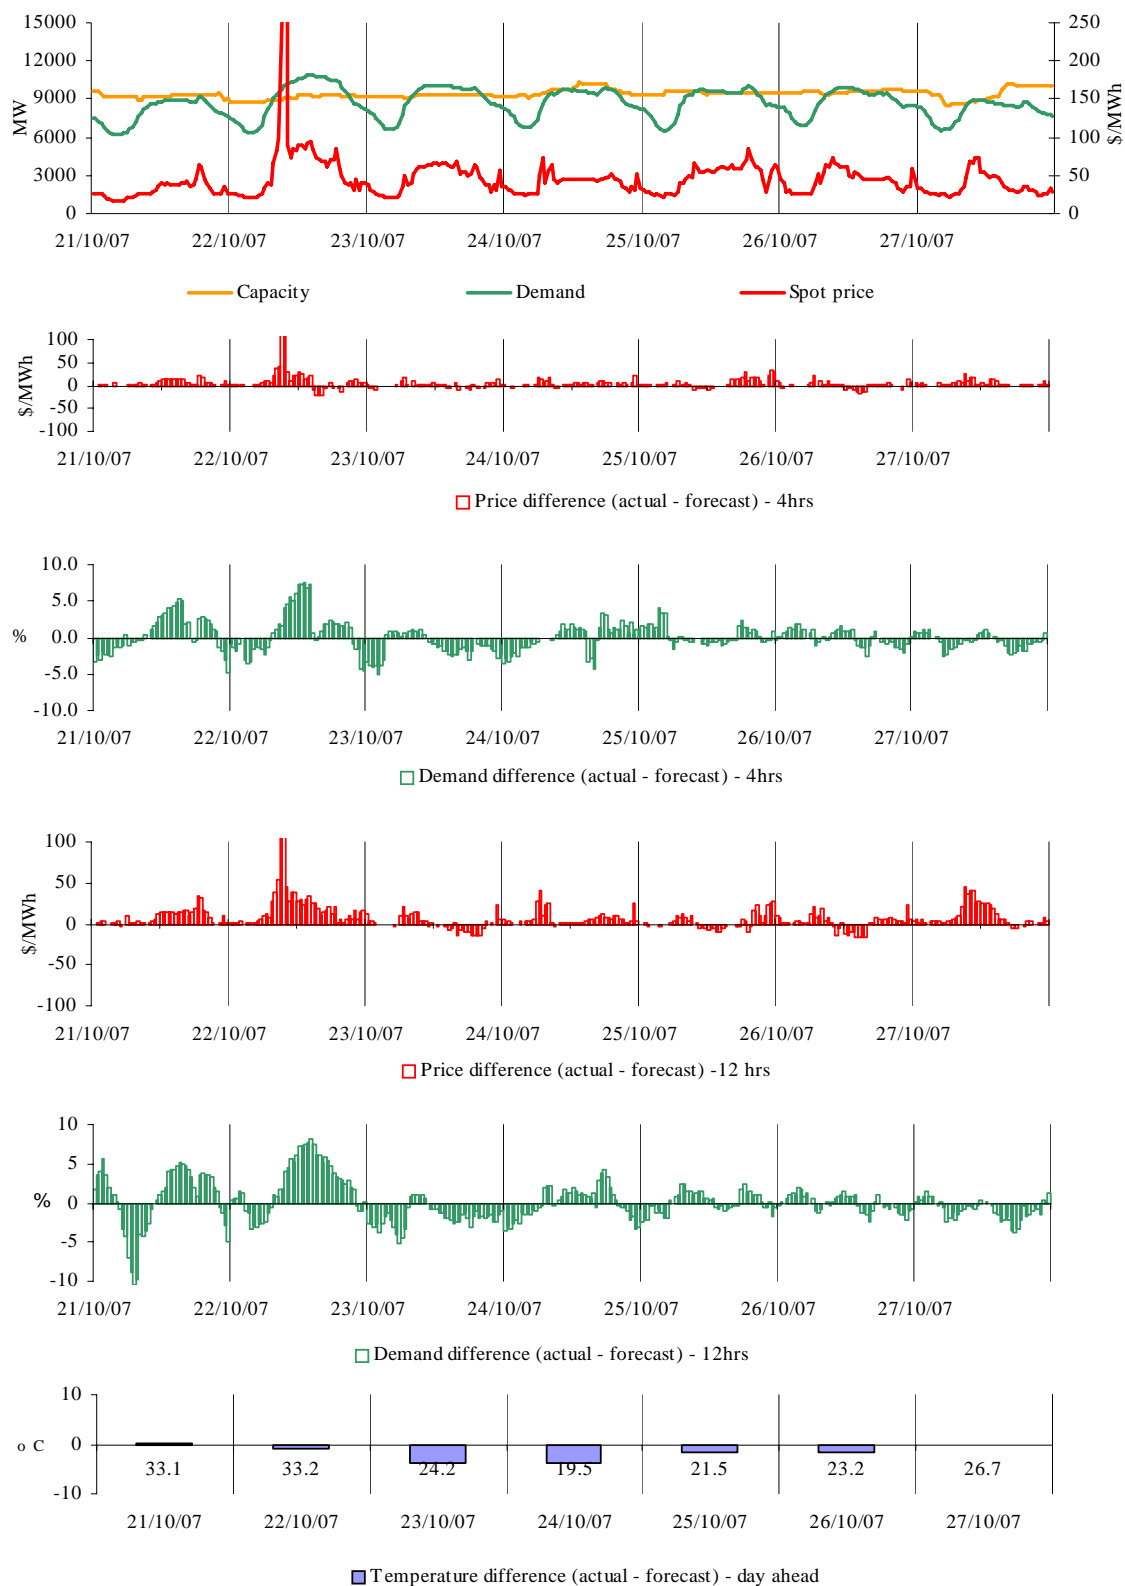 15000
12000
9000
6000
3000
0
MW
250
200
150
100
50
0
$/MWh
21/10/07 22/10/07 23/10/07 24/10/07 25/10/07 26/10/07 27/10/07
Capacity Demand Spot price
100
50
0
-50
-100
$/MWh
21/10/07 22/10/07 23/10/07 24/10/07 25/10/07 26/10/07 27/10/07
Price difference (actual - forecast) - 4hrs
10.0
5.0
0.0
-5.0
-10.0
%
21/10/07 22/10/07 23/10/07 24/10/07 25/10/07 26/10/07 27/10/07
Demand difference (actual - forecast) - 4hrs
100
50
0
-50
-100
$/MWh
21/10/07 22/10/07 23/10/07 24/10/07 25/10/07 26/10/07 27/10/07
Price difference (actual - forecast) -12 hrs
10
5
0
-5
-10
%
21/10/07 22/10/07 23/10/07 24/10/07 25/10/07 26/10/07 27/10/07
Demand difference (actual - forecast) - 12hrs
10
0
-10
o C
33.1 33.2 24.2 19.5 21.5 23.2 26.7
21/10/07 22/10/07 23/10/07 24/10/07 25/10/07 26/10/07 27/10/07
Temperature difference (actual - forecast) - day ahead